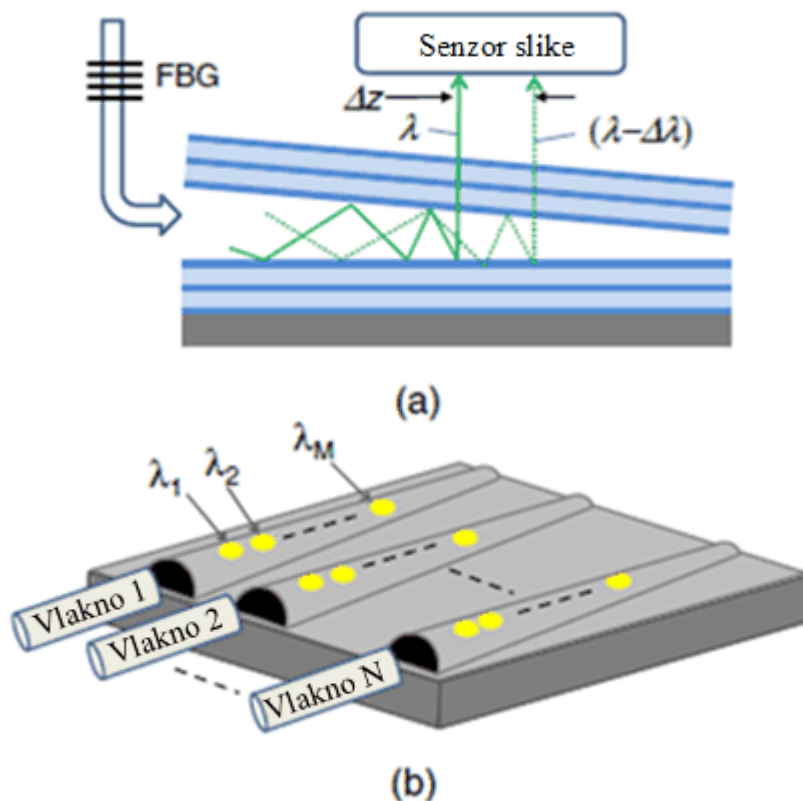 Senzor slike
FBG
Δz
λ
(λ−Δλ)
(a)
λ1
λ2
λM
Vlakno 1
Vlakno 2
Vlakno N
(b)